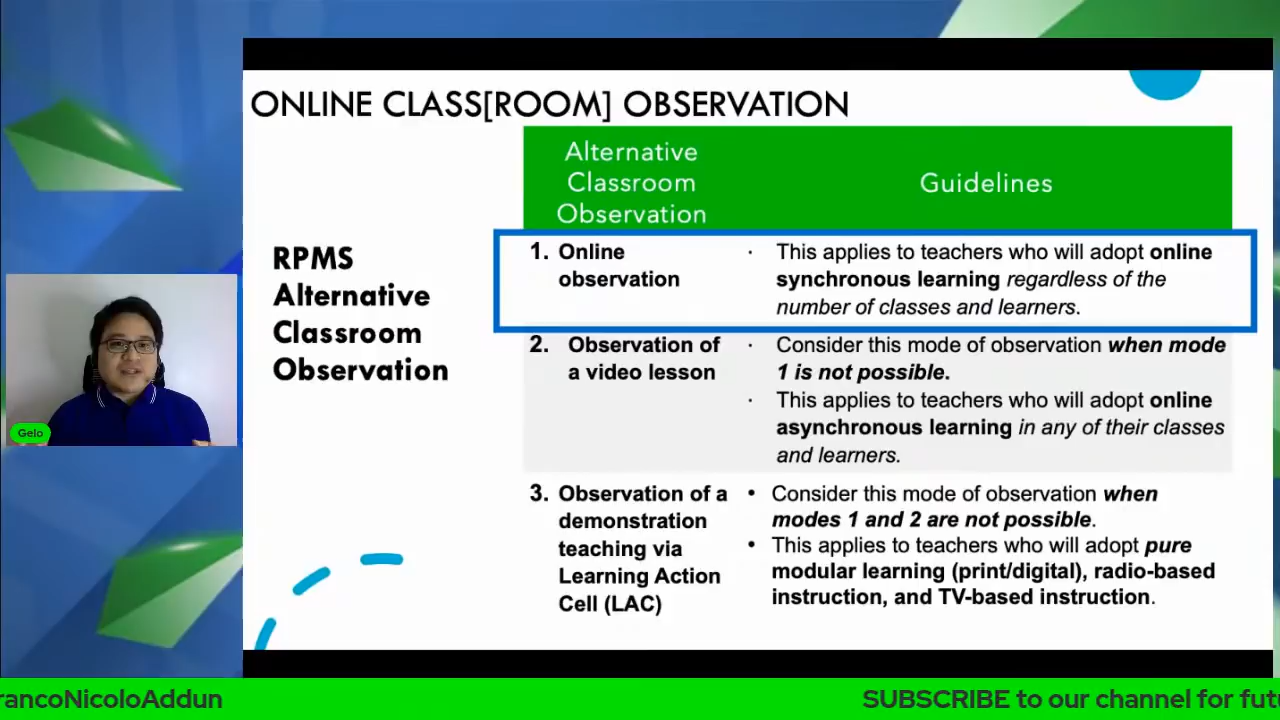 ONLINE CLASS[ROOM] OBSERVATION
RPMS
Alternative
Classroom
Observation
Alternative
Classroom
Observation
Guidelines
1. Online
observation
· This applies to teachers who will adopt online
synchronous learning regardless of the
number of classes and learners.
2. Observation of
a video lesson
· Consider this mode of observation when mode
1 is not possible.
· This applies to teachers who will adopt online
asynchronous learning in any of their classes
and learners.
3. Observation of a
demonstration
teaching via
Learning Action
Cell (LAC)
• Consider this mode of observation when
modes 1 and 2 are not possible.
• This applies to teachers who will adopt pure
modular learning (print/digital), radio-based
instruction, and TV-based instruction.
Gelo
rancoNicoloAddun
SUBSCRIBE to our channel for futu